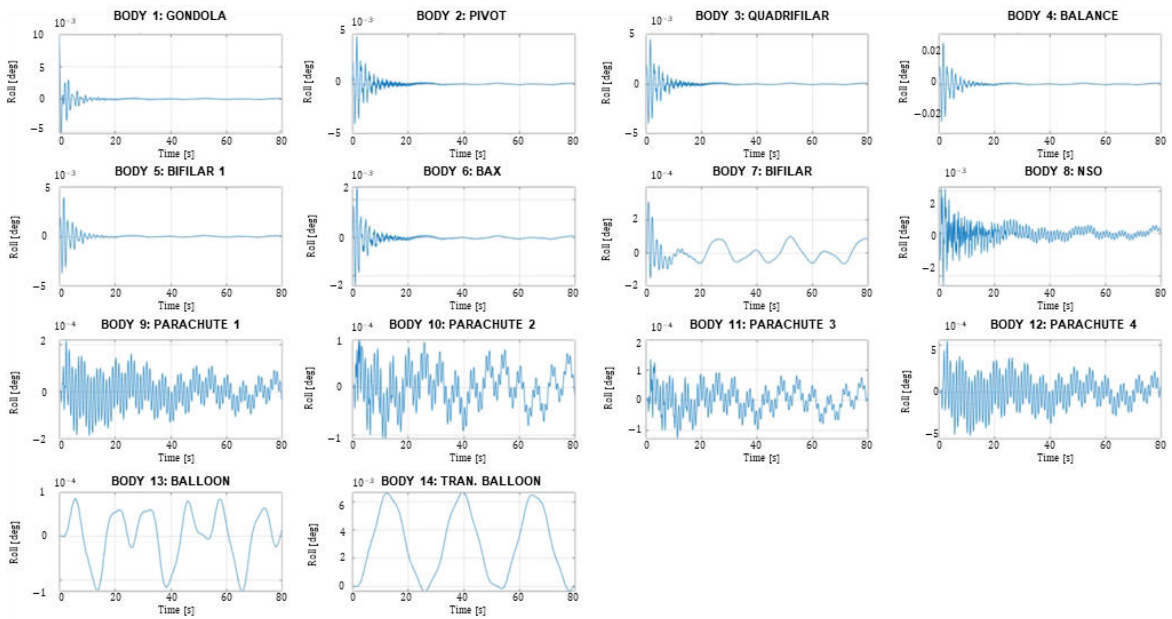 BODY 1: GONDOLA
10⁻³
10
5
0
−5
Roll [deg]
0 20 40 60 80
Time [s]
BODY 2: PIVOT
10⁻³
5
0
−5
Roll [deg]
0 20 40 60 80
Time [s]
BODY 3: QUADRIFILAR
10⁻³
5
0
−5
Roll [deg]
0 20 40 60 80
Time [s]
BODY 4: BALANCE
0.02
0
−0.02
Roll [deg]
0 20 40 60 80
Time [s]
BODY 5: BIFILAR 1
10⁻³
5
0
−5
Roll [deg]
0 20 40 60 80
Time [s]
BODY 6: BAX
10⁻³
2
0
−2
Roll [deg]
0 20 40 60 80
Time [s]
BODY 7: BIFILAR
10⁻⁴
2
0
−2
Roll [deg]
0 20 40 60 80
Time [s]
BODY 8: NSO
10⁻³
2
0
−2
Roll [deg]
0 20 40 60 80
Time [s]
BODY 9: PARACHUTE 1
10⁻⁴
2
0
−2
Roll [deg]
0 20 40 60 80
Time [s]
BODY 10: PARACHUTE 2
10⁻⁴
1
0
−1
Roll [deg]
0 20 40 60 80
Time [s]
BODY 11: PARACHUTE 3
10⁻⁴
2
1
0
−1
Roll [deg]
0 20 40 60 80
Time [s]
BODY 12: PARACHUTE 4
10⁻⁴
5
0
−5
Roll [deg]
0 20 40 60 80
Time [s]
BODY 13: BALLOON
10⁻⁴
1
0
−1
Roll [deg]
0 20 40 60 80
Time [s]
BODY 14: TRAN. BALLOON
10⁻³
6
4
2
0
Roll [deg]
0 20 40 60 80
Time [s]